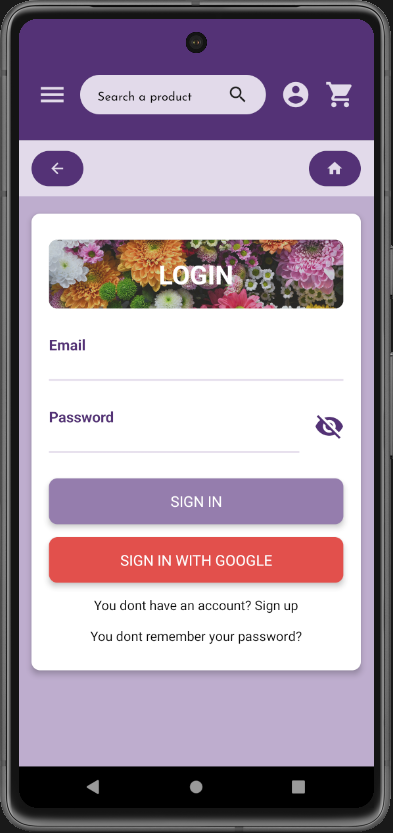 Search a product
LOGIN
Email
Password
SIGN IN
SIGN IN WITH GOOGLE
You dont have an account? Sign up
You dont remember your password?